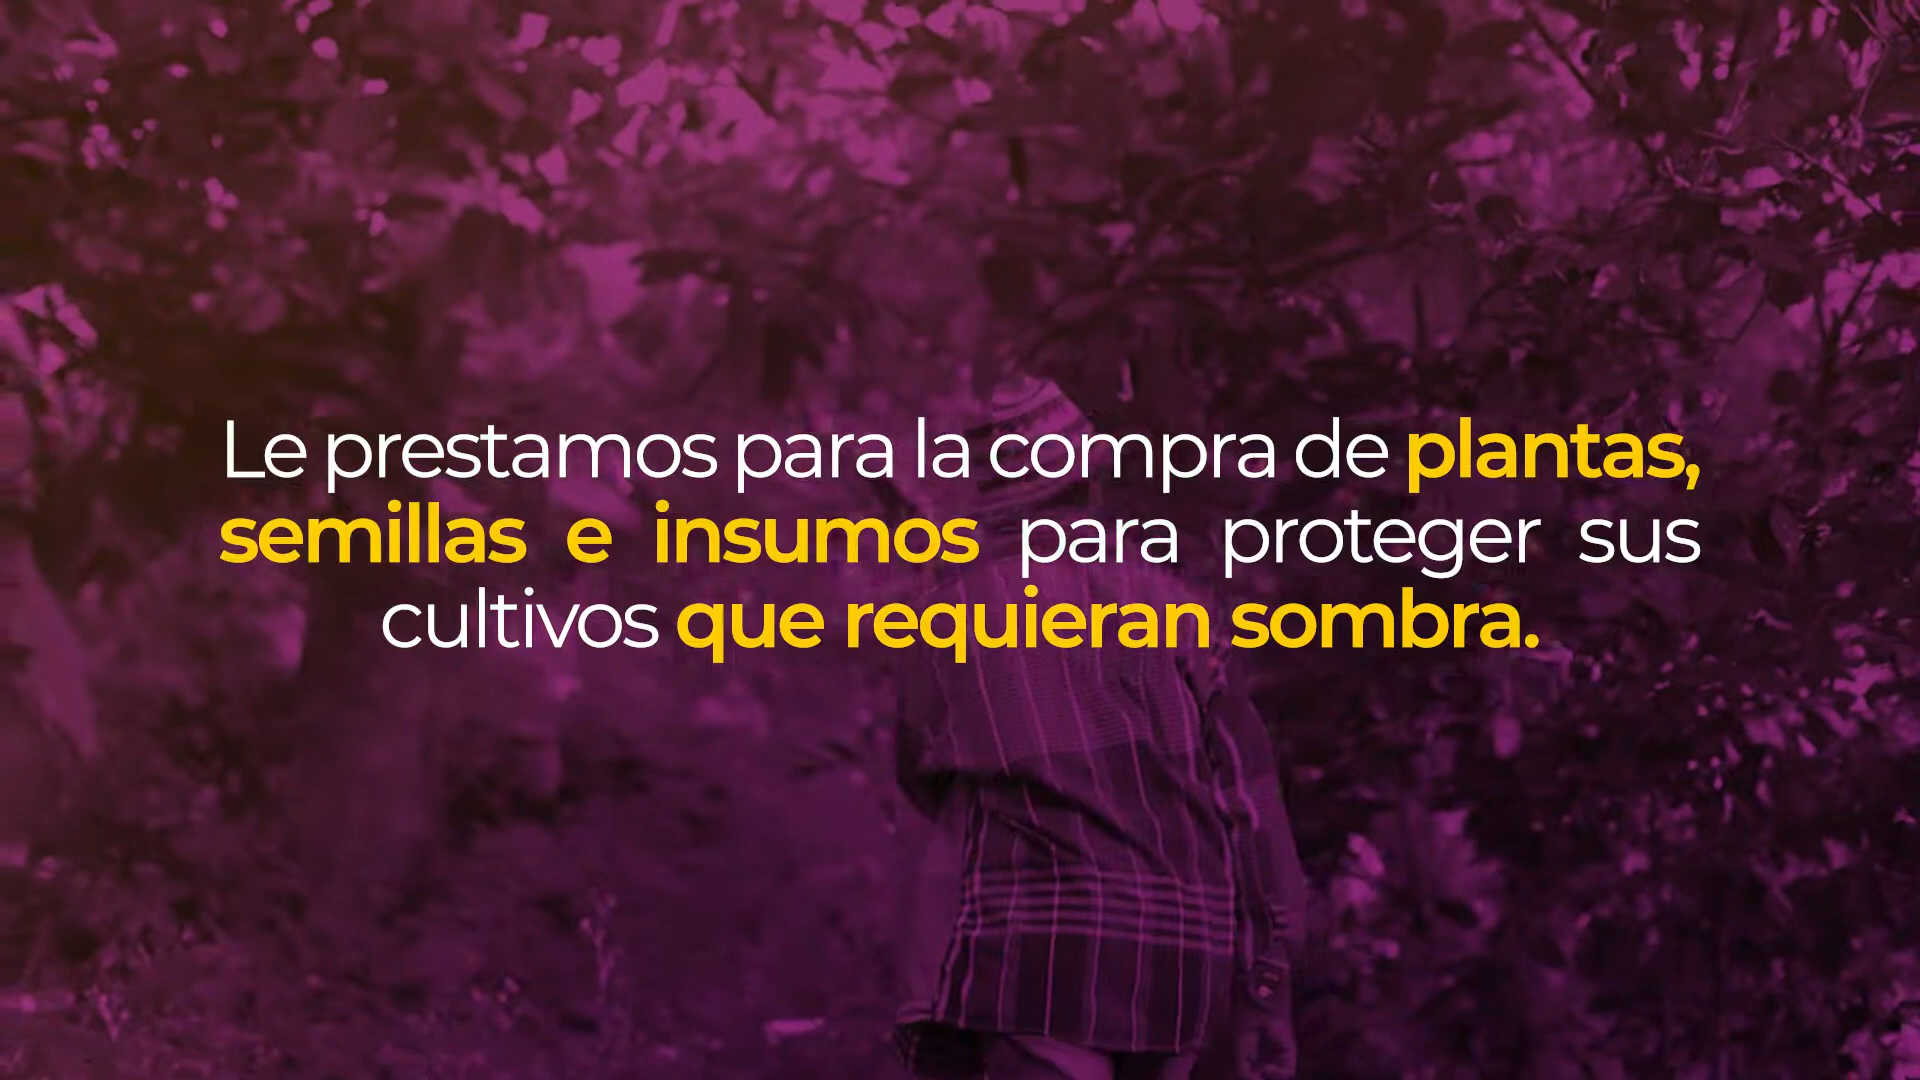 Le prestamos para la compra de plantas,
semillas e insumos para proteger sus
cultivos que requieran sombra.